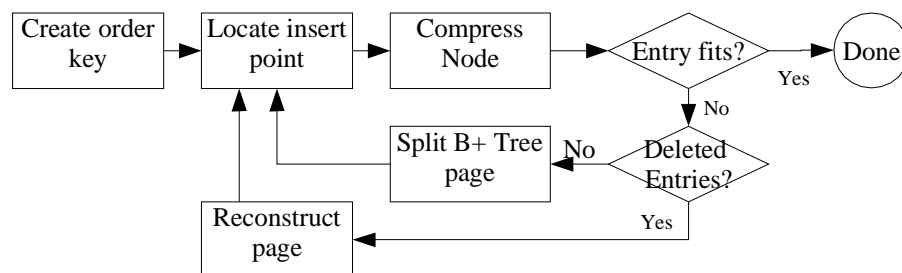 Create order
key
Locate insert
point
Compress
Node
Entry fits?
Yes
Done
No
Split B+ Tree
page
No
Deleted
Entries?
Reconstruct
page
Yes